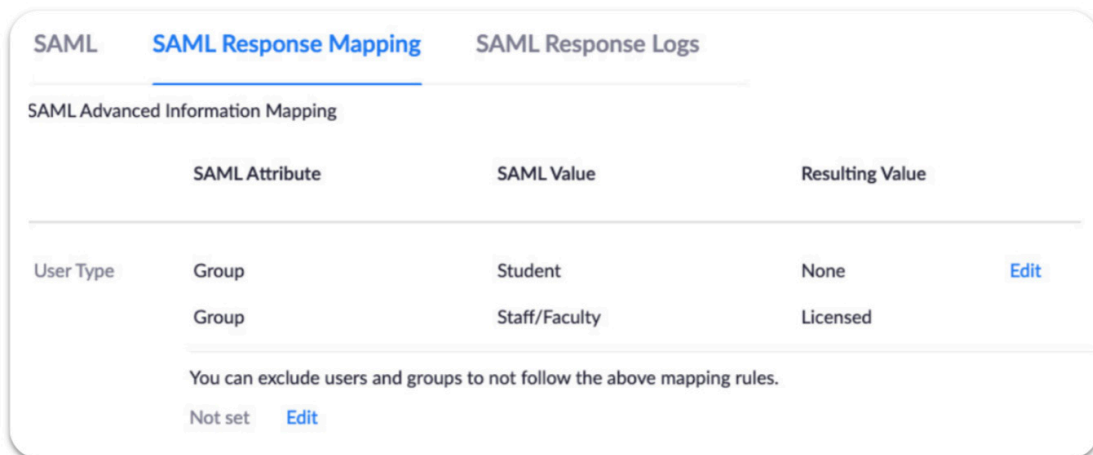 SAML SAML Response Mapping SAML Response Logs
SAML Advanced Information Mapping
SAML Attribute SAML Value Resulting Value
User Type Group Student None Edit
Group Staff/Faculty Licensed
You can exclude users and groups to not follow the above mapping rules.
Not set Edit